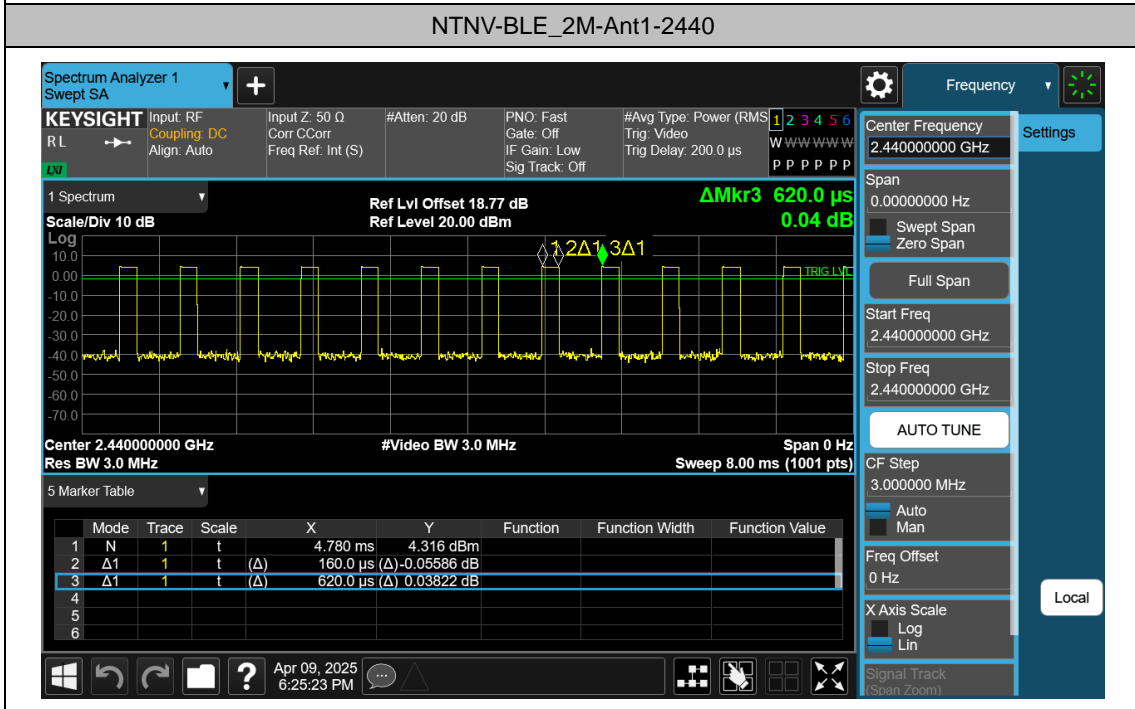 NTNV-BLE_2M-Ant1-2440
Spectrum Analyzer 1
Swept SA
Frequency
KEYSIGHT
RL
LXI
Input: RF
Coupling: DC
Align: Auto
Input Z: 50 Ω
Corr CCorr
Freq Ref: Int (S)
#Atten: 20 dB
PNO: Fast
Gate: Off
IF Gain: Low
Sig Track: Off
#Avg Type: Power (RMS
Trig: Video
Trig Delay: 200.0 µs
1 2 3 4 5 6
W W W W W W
P P P P P P
1 Spectrum
Scale/Div 10 dB
Ref Lvl Offset 18.77 dB
Ref Level 20.00 dBm
ΔMkr3 620.0 µs
0.04 dB
Log
10.0
0.00
-10.0
-20.0
-30.0
-40.0
-50.0
-60.0
-70.0
1 2Δ1 3Δ1
TRIG LVL
Center 2.440000000 GHz
#Video BW 3.0 MHz
Span 0 Hz
Res BW 3.0 MHz
Sweep 8.00 ms (1001 pts)
5 Marker Table
Mode Trace Scale X Y Function Function Width Function Value
1 N 1 t 4.780 ms 4.316 dBm
2 Δ1 1 t (Δ) 160.0 µs (Δ) -0.05586 dB
3 Δ1 1 t (Δ) 620.0 µs (Δ) 0.03822 dB
4
5
6
Apr 09, 2025
6:25:23 PM
Center Frequency
2.440000000 GHz
Settings
Span
0.00000000 Hz
Swept Span
Zero Span
Full Span
Start Freq
2.440000000 GHz
Stop Freq
2.440000000 GHz
AUTO TUNE
CF Step
3.000000 MHz
Auto
Man
Freq Offset
0 Hz
X Axis Scale
Log
Lin
Local
Signal Track
(Span Zoom)